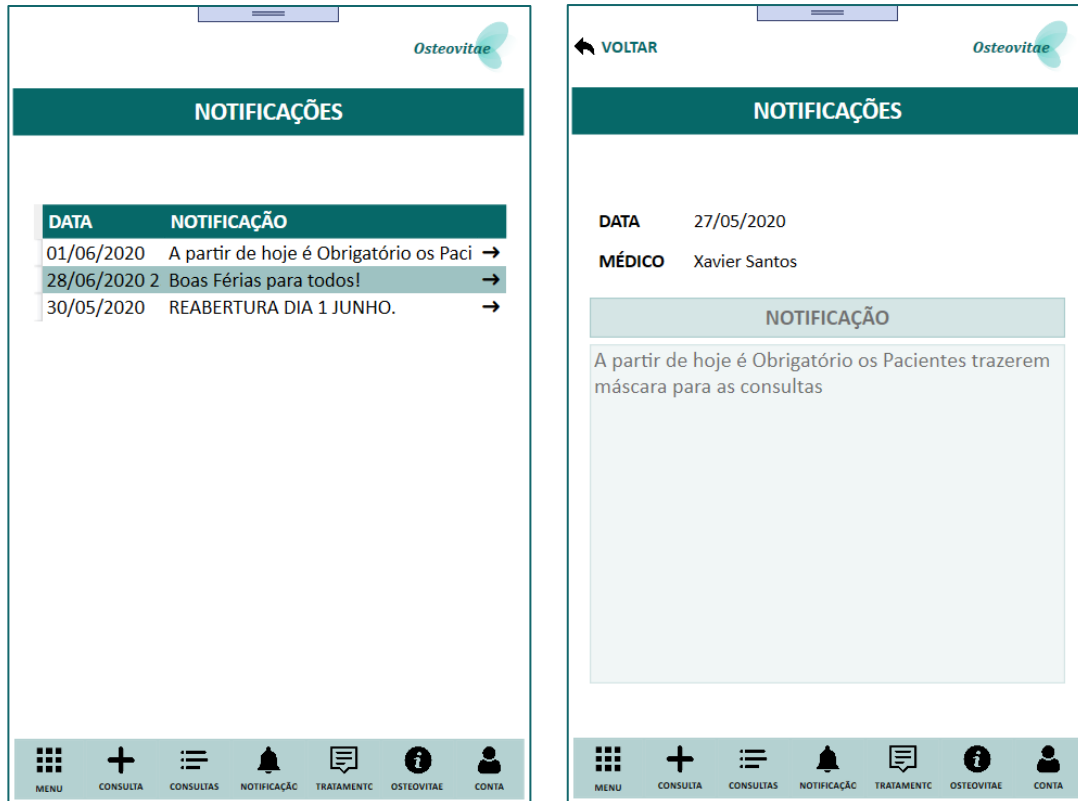 Osteovitae
NOTIFICAÇÕES
DATA NOTIFICAÇÃO
01/06/2020 A partir de hoje é Obrigatório os Paci
28/06/2020 2 Boas Férias para todos!
30/05/2020 REABERTURA DIA 1 JUNHO.
MENU CONSULTA CONSULTAS NOTIFICAÇÃO TRATAMENTC OSTEOVITAE CONTA
VOLTAR Osteovitae
NOTIFICAÇÕES
DATA 27/05/2020
MÉDICO Xavier Santos
NOTIFICAÇÃO
A partir de hoje é Obrigatório os Pacientes trazerem
máscara para as consultas
MENU CONSULTA CONSULTAS NOTIFICAÇÃO TRATAMENTC OSTEOVITAE CONTA